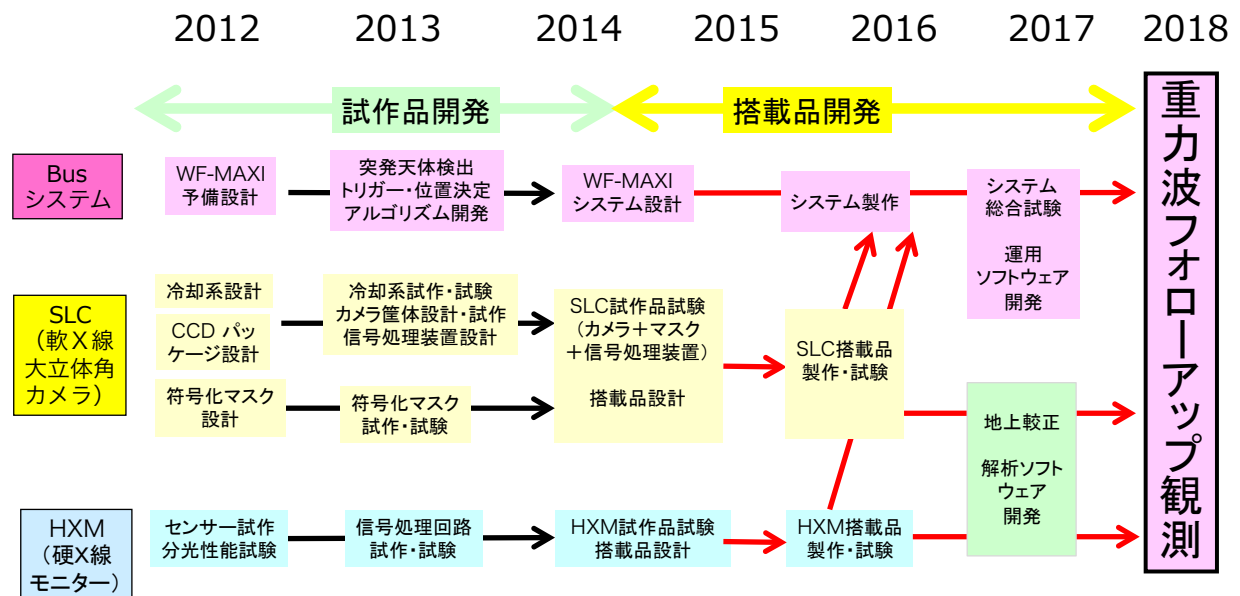 2012 2013 2014 2015 2016 2017 2018
試作品開発
搭載品開発
Bus
システム
WF-MAXI
予備設計
突発天体検出
トリガー・位置決定
アルゴリズム開発
WF-MAXI
システム設計
システム製作
システム
総合試験
運用
ソフトウェア
開発
SLC
（軟X線
大立体角
カメラ）
冷却系設計
CCD パッ
ケージ設計
符号化マスク
設計
冷却系試作・試験
カメラ筐体設計・試作
信号処理装置設計
符号化マスク
試作・試験
SLC試作品試験
（カメラ＋マスク
＋信号処理装置）
搭載品設計
SLC搭載品
製作・試験
地上較正
解析ソフト
ウェア
開発
HXM
（硬X線
モニター）
センサー試作
分光性能試験
信号処理回路
試作・試験
HXM試作品試験
搭載品設計
HXM搭載品
製作・試験
重力波フォローアップ観測